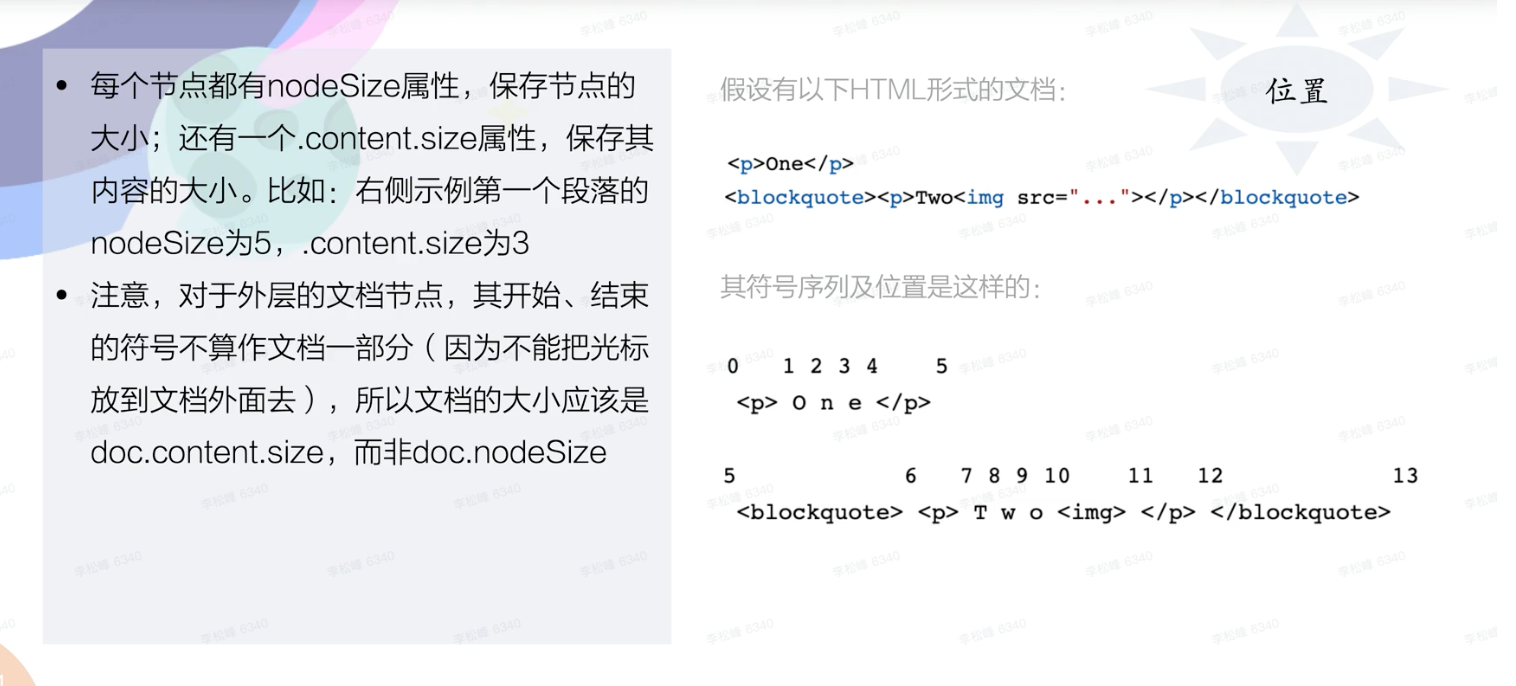 位置
• 每个节点都有nodeSize属性，保存节点的
大小；还有一个.content.size属性，保存其
内容的大小。比如：右侧示例第一个段落的
nodeSize为5，.content.size为3
• 注意，对于外层的文档节点，其开始、结束
的符号不算作文档一部分（因为不能把光标
放到文档外面去），所以文档的大小应该是
doc.content.size，而非doc.nodeSize
假设有以下HTML形式的文档：
<p>One</p>
<blockquote><p>Two<img src="..."></p></blockquote>
其符号序列及位置是这样的：
0 1 2 3 4 5
<p> O n e </p>
5 6 7 8 9 10 11 12 13
<blockquote> <p> T w o <img> </p> </blockquote>
李松峰 6340